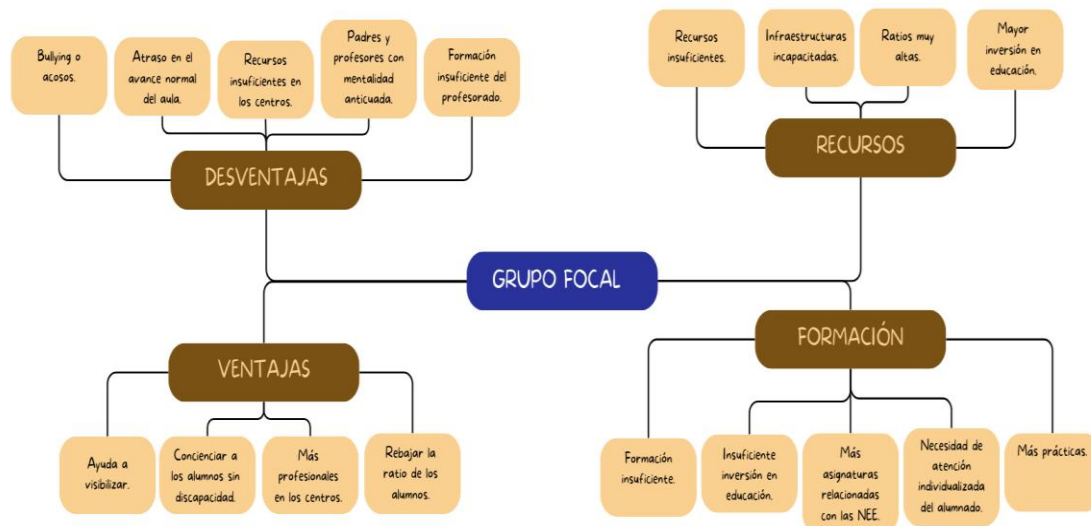 Bullying o
acosos.
Atraso en el
avance normal
del aula.
Recursos
insuficientes en
los centros.
Padres y
profesores con
mentalidad
anticuada.
Formación
insuficiente del
profesorado.
DESVENTAJAS
Recursos
insuficientes.
Infraestructuras
incapacitadas.
Ratios muy
altas.
Mayor
inversión en
educación.
RECURSOS
GRUPO FOCAL
VENTAJAS
Ayuda a
visibilizar.
Concienciar a
los alumnos sin
discapacidad.
Más
profesionales
en los centros.
Rebajar la
ratio de los
alumnos.
FORMACIÓN
Formación
insuficiente.
Insuficiente
inversión en
educación.
Más
asignaturas
relacionadas
con las NEE.
Necesidad de
atención
individualizada
del alumnado.
Más prácticas.